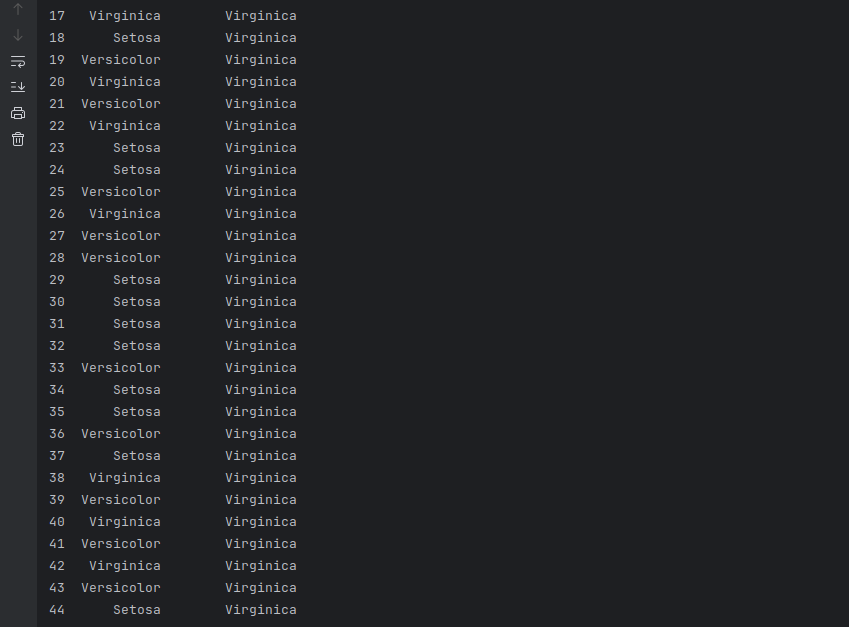 17 Virginica Virginica
18 Setosa Virginica
19 Versicolor Virginica
20 Virginica Virginica
21 Versicolor Virginica
22 Virginica Virginica
23 Setosa Virginica
24 Setosa Virginica
25 Versicolor Virginica
26 Virginica Virginica
27 Versicolor Virginica
28 Versicolor Virginica
29 Setosa Virginica
30 Setosa Virginica
31 Setosa Virginica
32 Setosa Virginica
33 Versicolor Virginica
34 Setosa Virginica
35 Setosa Virginica
36 Versicolor Virginica
37 Setosa Virginica
38 Virginica Virginica
39 Versicolor Virginica
40 Virginica Virginica
41 Versicolor Virginica
42 Virginica Virginica
43 Versicolor Virginica
44 Setosa Virginica